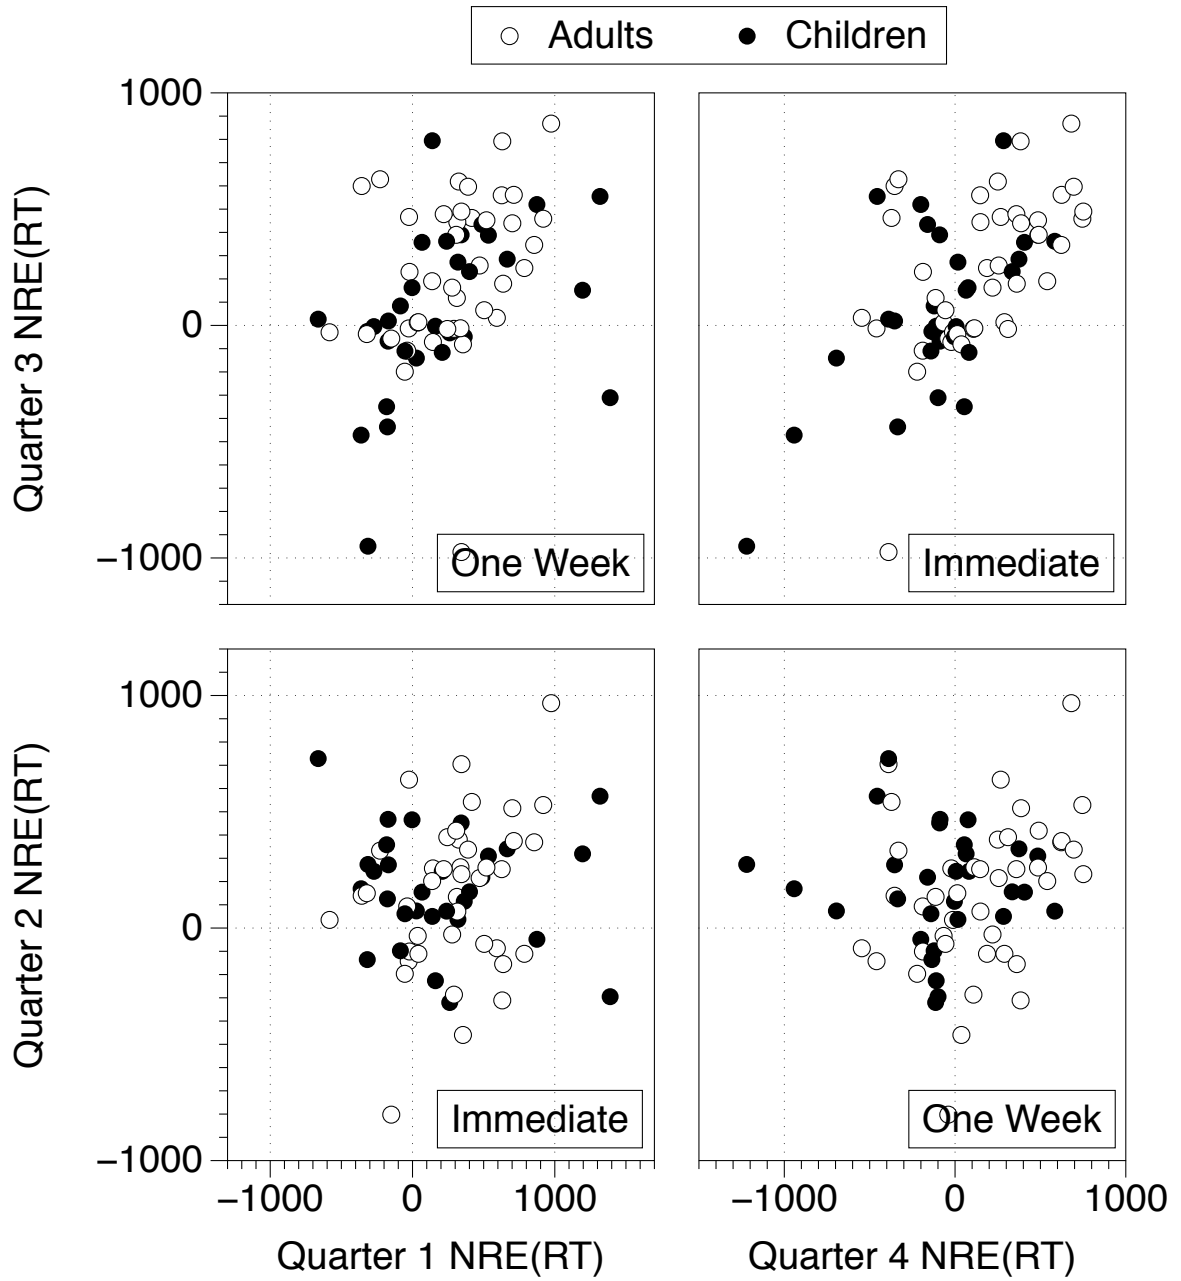 Adults Children
1000
0
−1000
Quarter 3 NRE(RT)
One Week
Immediate
1000
0
−1000
Quarter 2 NRE(RT)
Immediate
One Week
−1000 0 1000
−1000 0 1000
Quarter 1 NRE(RT)
Quarter 4 NRE(RT)